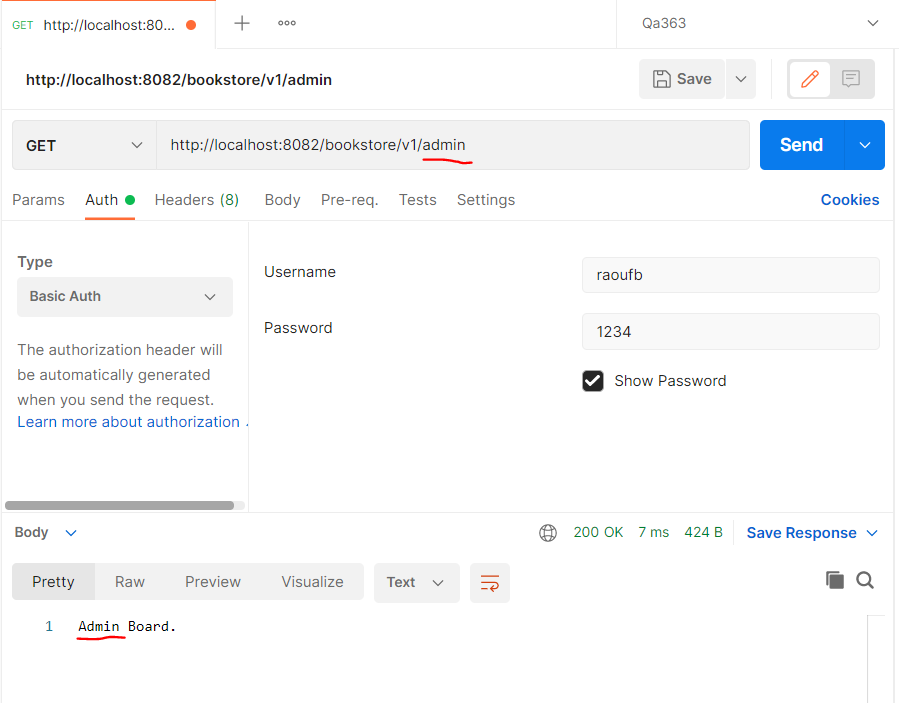 GET http://localhost:80...
Qa363
http://localhost:8082/bookstore/v1/admin
Save
GET http://localhost:8082/bookstore/v1/admin
Send
Params Auth Headers (8) Body Pre-req. Tests Settings Cookies
Type
Basic Auth
The authorization header will
be automatically generated
when you send the request.
Learn more about authorization
Username raoufb
Password 1234
Show Password
Body 200 OK 7 ms 424 B Save Response
Pretty Raw Preview Visualize Text
1 Admin Board.